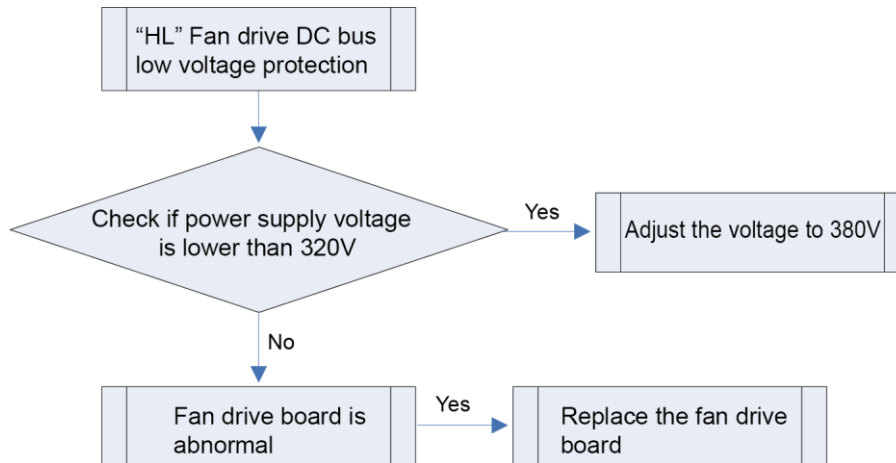 “HL” Fan drive DC bus
low voltage protection
Check if power supply voltage
is lower than 320V
Yes
Adjust the voltage to 380V
No
Fan drive board is
abnormal
Yes
Replace the fan drive
board